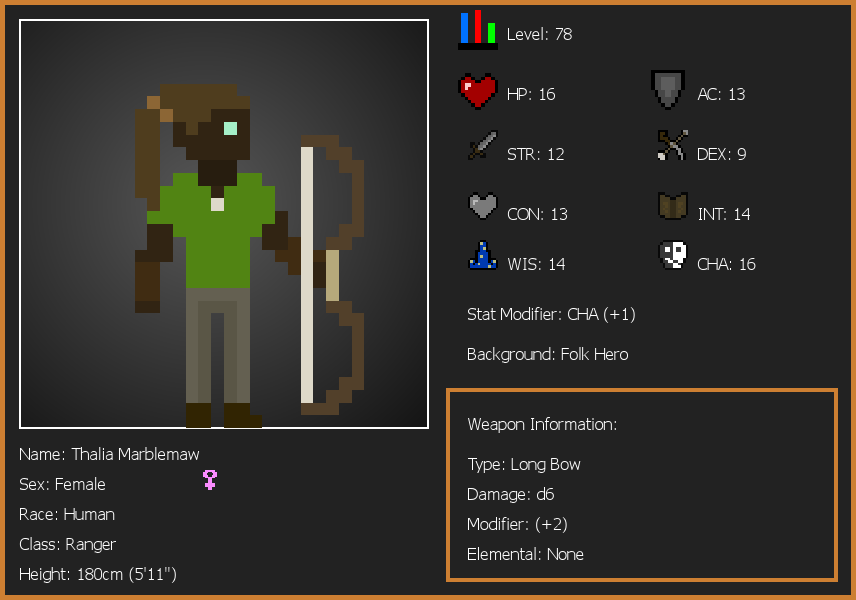 Level: 78
HP: 16
AC: 13
STR: 12
DEX: 9
CON: 13
INT: 14
WIS: 14
CHA: 16
Stat Modifier: CHA (+1)
Background: Folk Hero
Weapon Information:
Type: Long Bow
Damage: d6
Modifier: (+2)
Elemental: None
Name: Thalia Marblemaw
Sex: Female
Race: Human
Class: Ranger
Height: 180cm (5'11")